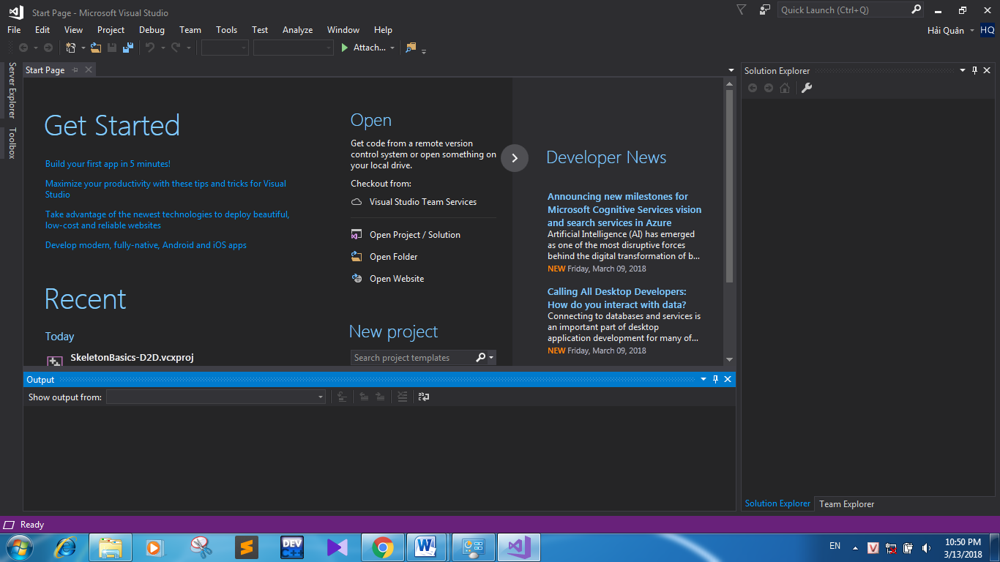 Start Page - Microsoft Visual Studio
Quick Launch (Ctrl+Q)
File Edit View Project Debug Team Tools Test Analyze Window Help
Hải Quân HQ
Attach...
Server Explorer
Toolbox
Start Page
Get Started
Build your first app in 5 minutes!
Maximize your productivity with these tips and tricks for Visual
Studio
Take advantage of the newest technologies to deploy beautiful,
low-cost and reliable websites
Develop modern, fully-native, Android and iOS apps
Recent
Today
SkeletonBasics-D2D.vcxproj
Open
Get code from a remote version
control system or open something on
your local drive.
Checkout from:
Visual Studio Team Services
Open Project / Solution
Open Folder
Open Website
New project
Search project templates
Developer News
Announcing new milestones for
Microsoft Cognitive Services vision
and search services in Azure
Artificial Intelligence (AI) has emerged
as one of the most disruptive forces
behind the digital transformation of b...
NEW Friday, March 09, 2018
Calling All Desktop Developers:
How do you interact with data?
Connecting to databases and services is
an important part of desktop
application development for many of...
NEW Friday, March 09, 2018
Solution Explorer
Output
Show output from:
Solution Explorer Team Explorer
Ready
DEV
C++
EN
10:50 PM
3/13/2018